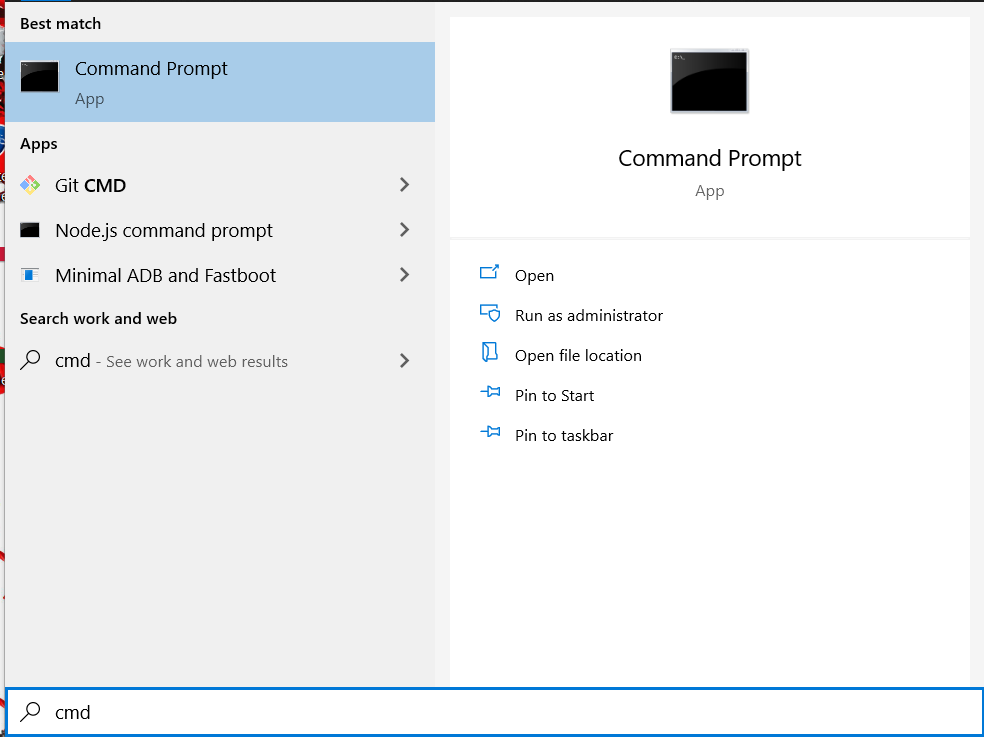 Best match
Command Prompt
App
Apps
Git CMD
Node.js command prompt
Minimal ADB and Fastboot
Search work and web
cmd - See work and web results
Command Prompt
App
Open
Run as administrator
Open file location
Pin to Start
Pin to taskbar
cmd